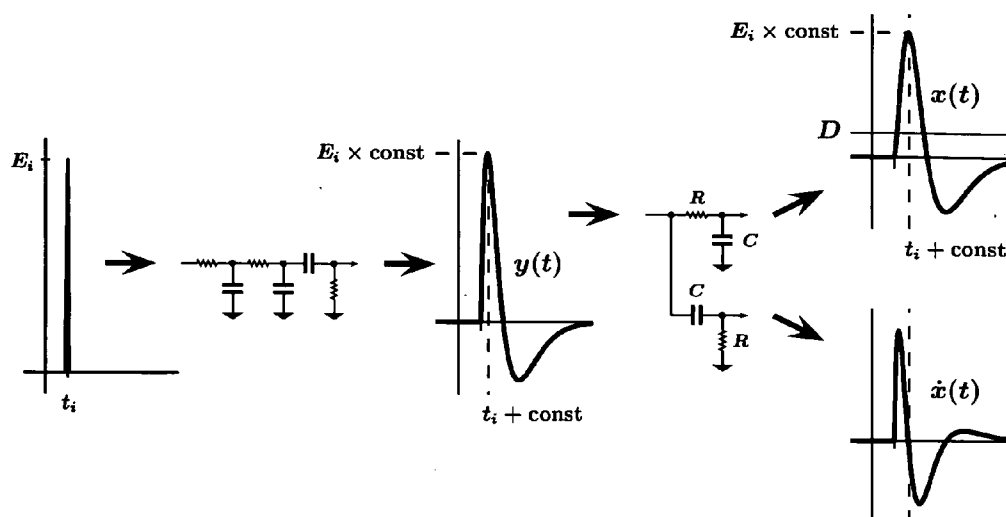 E_i
t_i
E_i × const
y(t)
t_i + const
R
C
C
R
E_i × const
x(t)
D
t_i + const
ẋ(t)